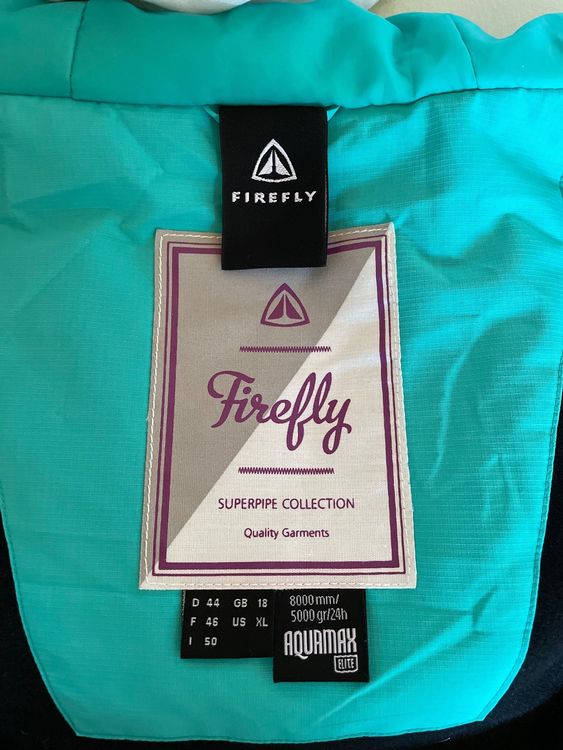 FIREFLY
Firefly
SUPERPIPE COLLECTION
Quality Garments
D 44 GB 18
F 46 US XL
I 50
8000 mm/
5000 gr/24h
AQUAMAX
ELITE